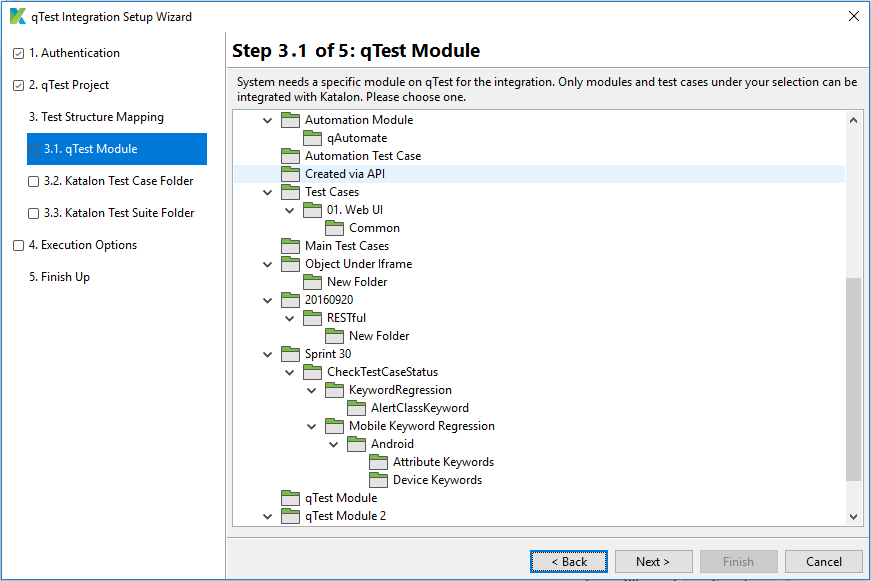 qTest Integration Setup Wizard
1. Authentication
2. qTest Project
3. Test Structure Mapping
3.1. qTest Module
3.2. Katalon Test Case Folder
3.3. Katalon Test Suite Folder
4. Execution Options
5. Finish Up
Step 3.1 of 5: qTest Module
System needs a specific module on qTest for the integration. Only modules and test cases under your selection can be
integrated with Katalon. Please choose one.
Automation Module
qAutomate
Automation Test Case
Created via API
Test Cases
01. Web UI
Common
Main Test Cases
Object Under Iframe
New Folder
20160920
RESTful
New Folder
Sprint 30
CheckTestCaseStatus
KeywordRegression
AlertClassKeyword
Mobile Keyword Regression
Android
Attribute Keywords
Device Keywords
qTest Module
qTest Module 2
< Back
Next >
Finish
Cancel